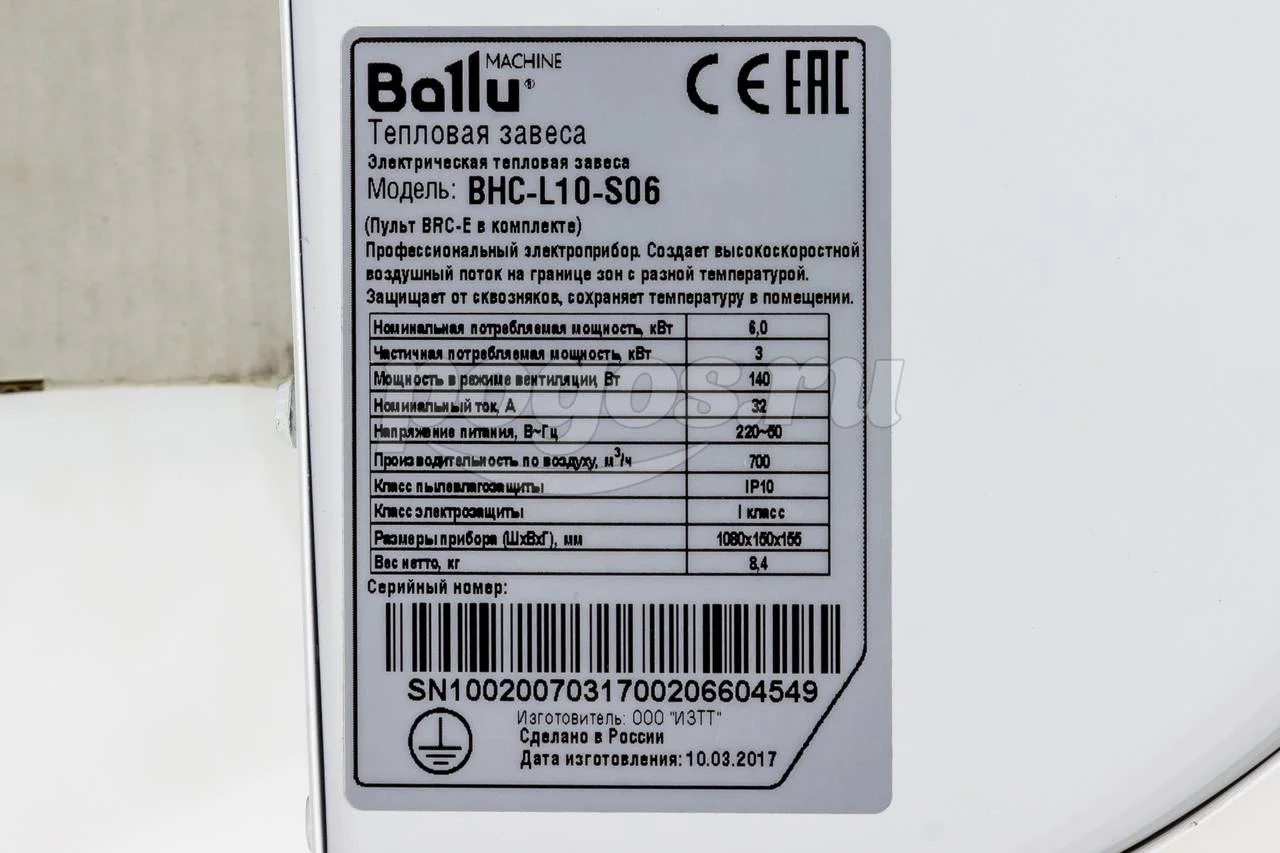 Ballu MACHINE ®
CE EAC
Тепловая завеса
Электрическая тепловая завеса
Модель: BHC-L10-S06
(Пульт BRC-E в комплекте)
Профессиональный электроприбор. Создает высокоскоростной
воздушный поток на границе зон с разной температурой.
Защищает от сквозняков, сохраняет температуру в помещении.
Номинальная потребляемая мощность, кВт 6,0
Частичная потребляемая мощность, кВт 3
Мощность в режиме вентиляции, Вт 140
Номинальный ток, А 32
Напряжение питания, В~Гц 220~50
Производительность по воздуху, м³/ч 700
Класс пылевлагозащиты IP10
Класс электрозащиты I класс
Размеры прибора (ШхВхГ), мм 1080х150х155
Вес нетто, кг 8,4
Серийный номер:
SN1002007031700206604549
Изготовитель: ООО "ИЗТТ"
Сделано в России
Дата изготовления: 10.03.2017
pogos.ru